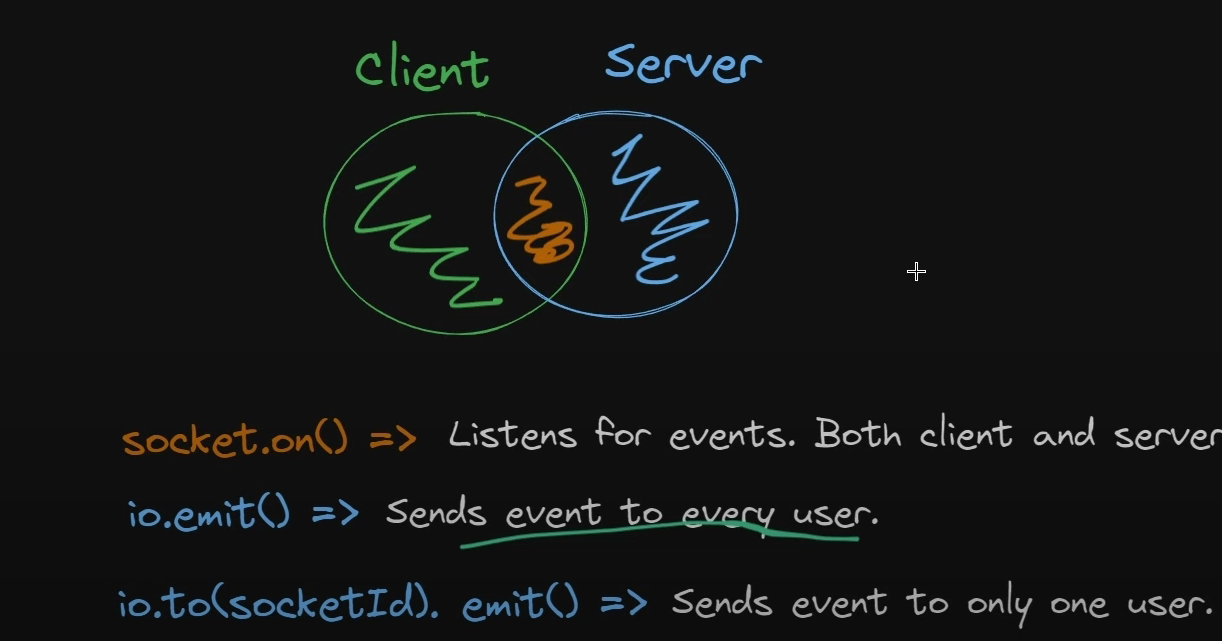 Client Server
socket.on() => Listens for events. Both client and server
io.emit() => Sends event to every user.
io.to(socketId). emit() => Sends event to only one user.